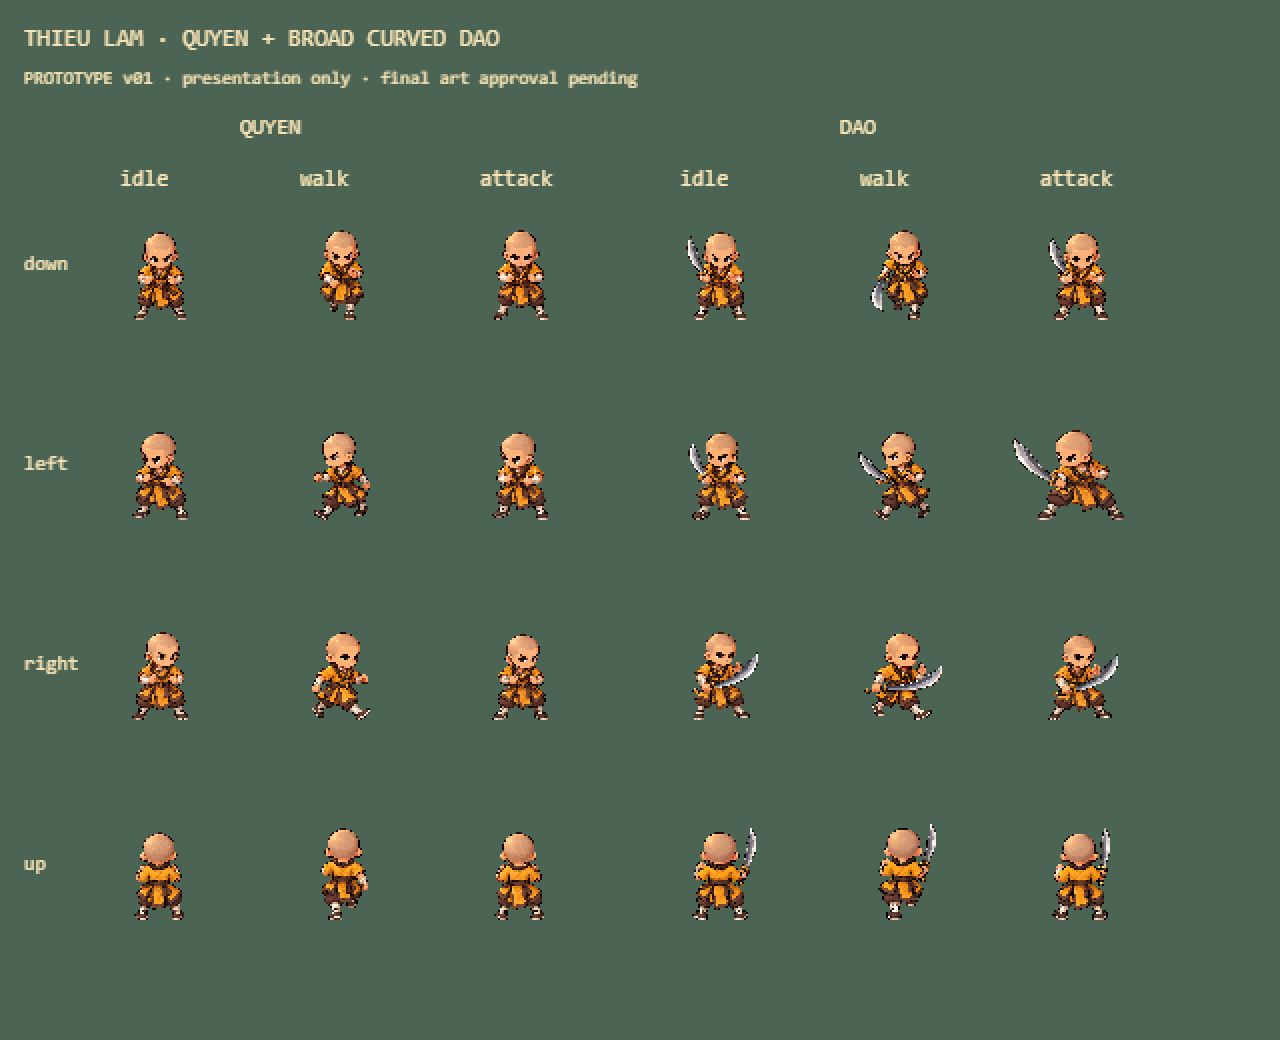 THIEU LAM · QUYEN + BROAD CURVED DAO
PROTOTYPE v01 · presentation only · final art approval pending
QUYEN DAO
idle walk attack idle walk attack
down
left
right
up